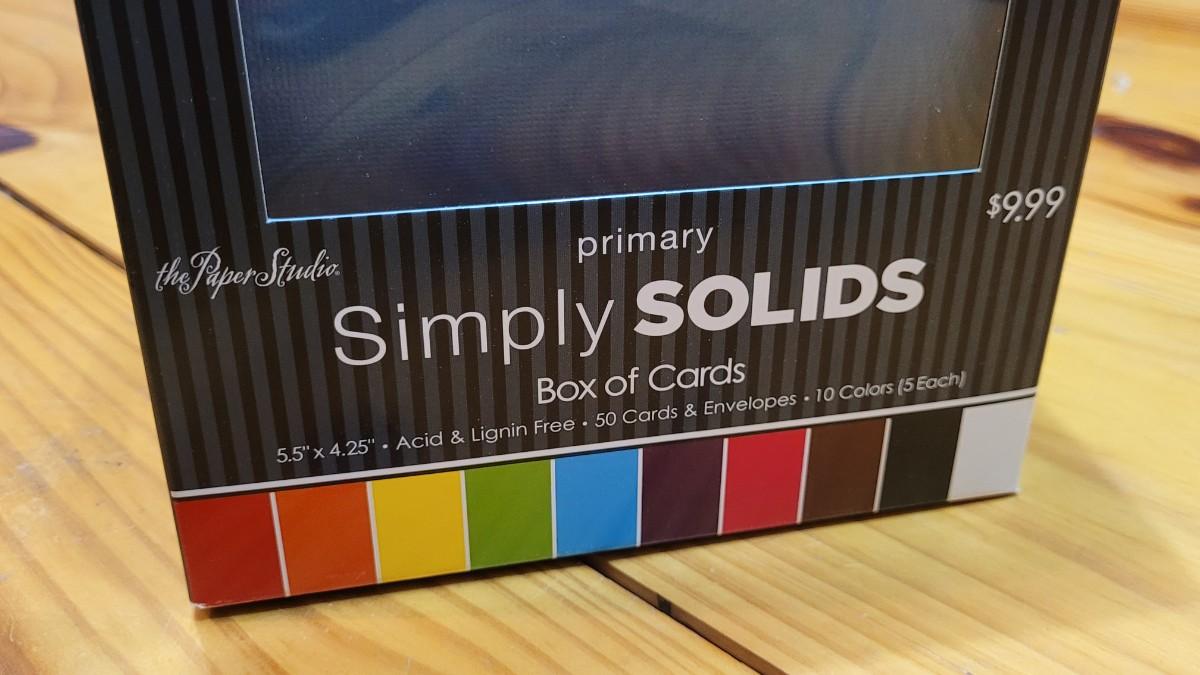 $9.99
primary
the Paper Studio®
Simply SOLIDS
Box of Cards
5.5" x 4.25" • Acid & Lignin Free • 50 Cards & Envelopes • 10 Colors (5 Each)